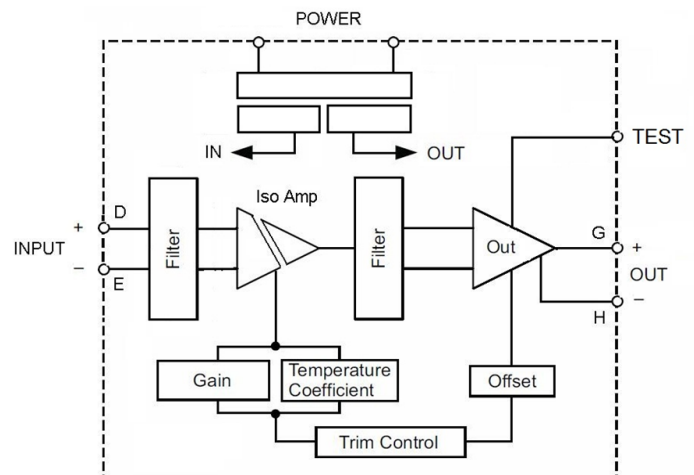 POWER
TEST
IN
OUT
Iso Amp
D
+
INPUT
−
E
Filter
Filter
Out
G
+
OUT
−
H
Gain
Temperature
Coefficient
Offset
Trim Control